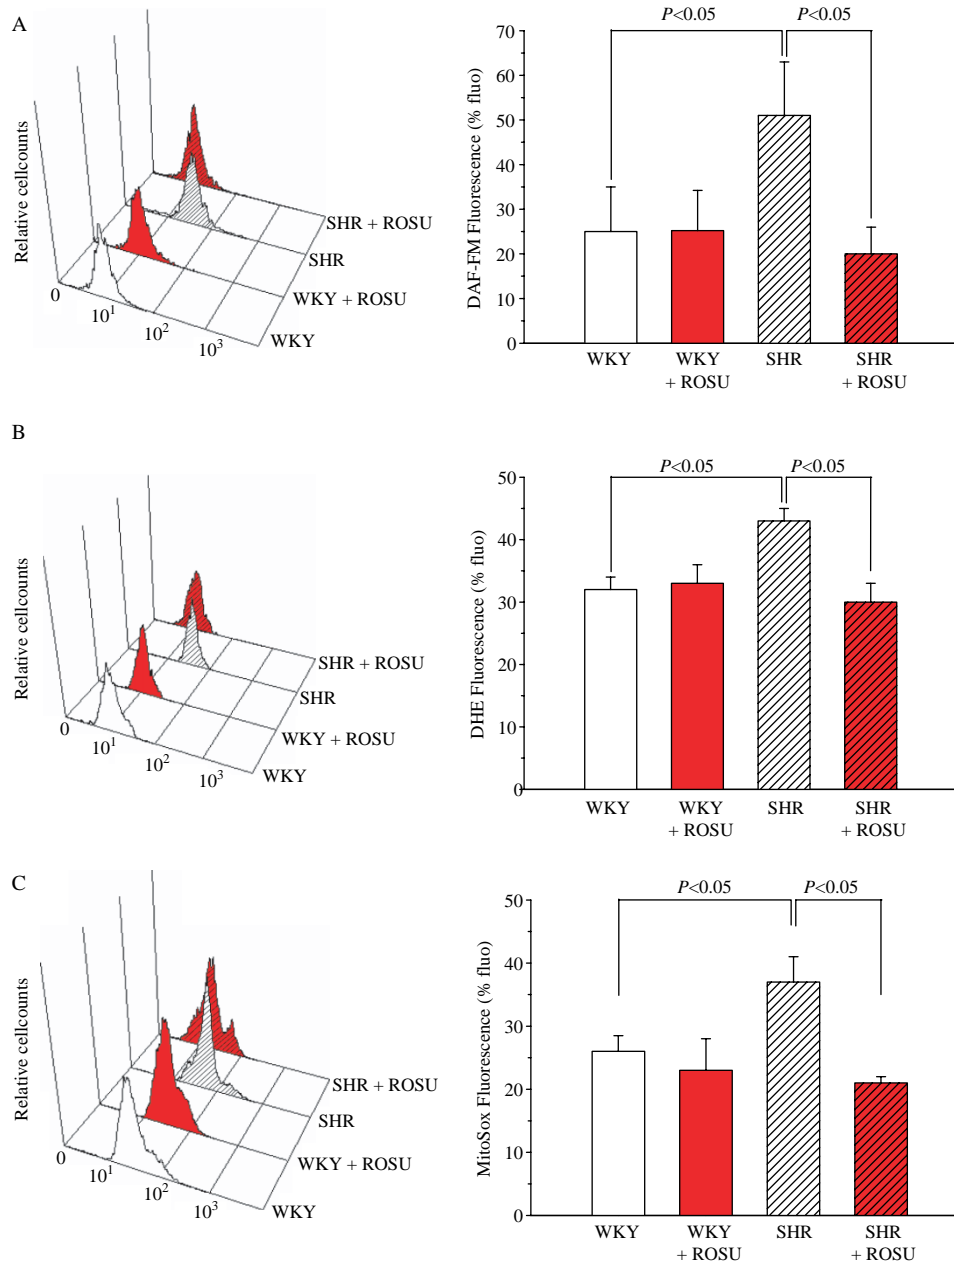 A
Relative cellcounts
0
10¹
10²
10³
SHR + ROSU
SHR
WKY + ROSU
WKY
P<0.05
P<0.05
DAF-FM Fluorescence (% fluo)
70
60
50
40
30
20
10
0
WKY
WKY
+ ROSU
SHR
SHR
+ ROSU
B
Relative cellcounts
0
10¹
10²
10³
SHR + ROSU
SHR
WKY + ROSU
WKY
P<0.05
P<0.05
DHE Fluorescence (% fluo)
50
40
30
20
10
0
WKY
WKY
+ ROSU
SHR
SHR
+ ROSU
C
Relative cellcounts
0
10¹
10²
10³
SHR + ROSU
SHR
WKY + ROSU
WKY
P<0.05
P<0.05
MitoSox Fluorescence (% fluo)
50
40
30
20
10
0
WKY
WKY
+ ROSU
SHR
SHR
+ ROSU